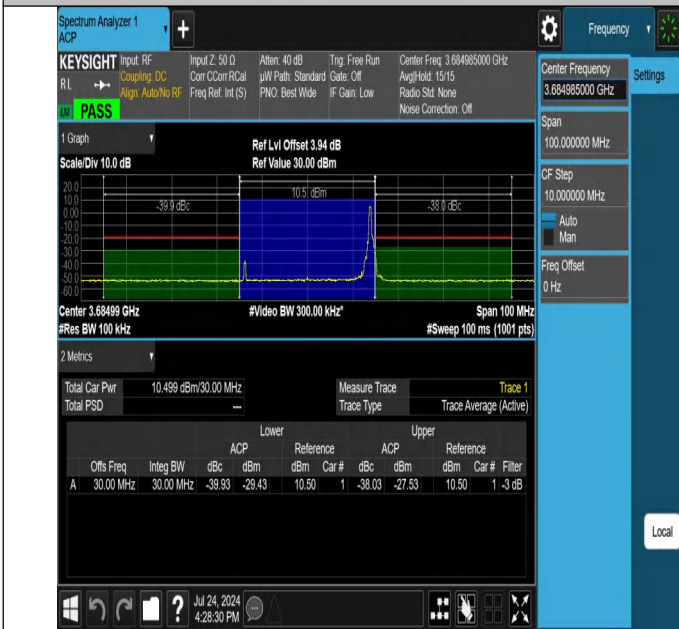 Spectrum Analyzer 1
ACP
+
Frequency
KEYSIGHT
RL
PASS
Input: RF
Coupling: DC
Align: Auto/No RF
Input Z: 50 Ω
Corr CCorr RCal
Freq Ref: Int (S)
Atten: 40 dB
µW Path: Standard
PNO: Best Wide
Trig: Free Run
Gate: Off
IF Gain: Low
Center Freq: 3.684985000 GHz
Avg|Hold: 15/15
Radio Std: None
Noise Correction: Off
Center Frequency
3.684985000 GHz
Settings
Span
100.000000 MHz
CF Step
10.000000 MHz
Auto
Man
Freq Offset
0 Hz
1 Graph
Scale/Div 10.0 dB
Ref Lvl Offset 3.94 dB
Ref Value 30.00 dBm
20.0
10.0
0.00
-10.0
-20.0
-30.0
-40.0
-50.0
-60.0
-39.9 dBc
10.5 dBm
-38.0 dBc
Center 3.68499 GHz
#Video BW 300.00 kHz*
Span 100 MHz
#Res BW 100 kHz
#Sweep 100 ms (1001 pts)
2 Metrics
Total Car Pwr 10.499 dBm/30.00 MHz
Total PSD ---
Measure Trace Trace 1
Trace Type Trace Average (Active)
Lower Upper
ACP Reference ACP Reference
Offs Freq Integ BW dBc dBm dBm Car # dBc dBm dBm Car # Filter
A 30.00 MHz 30.00 MHz -39.93 -29.43 10.50 1 -38.03 -27.53 10.50 1 -3 dB
Local
?
Jul 24, 2024
4:28:30 PM